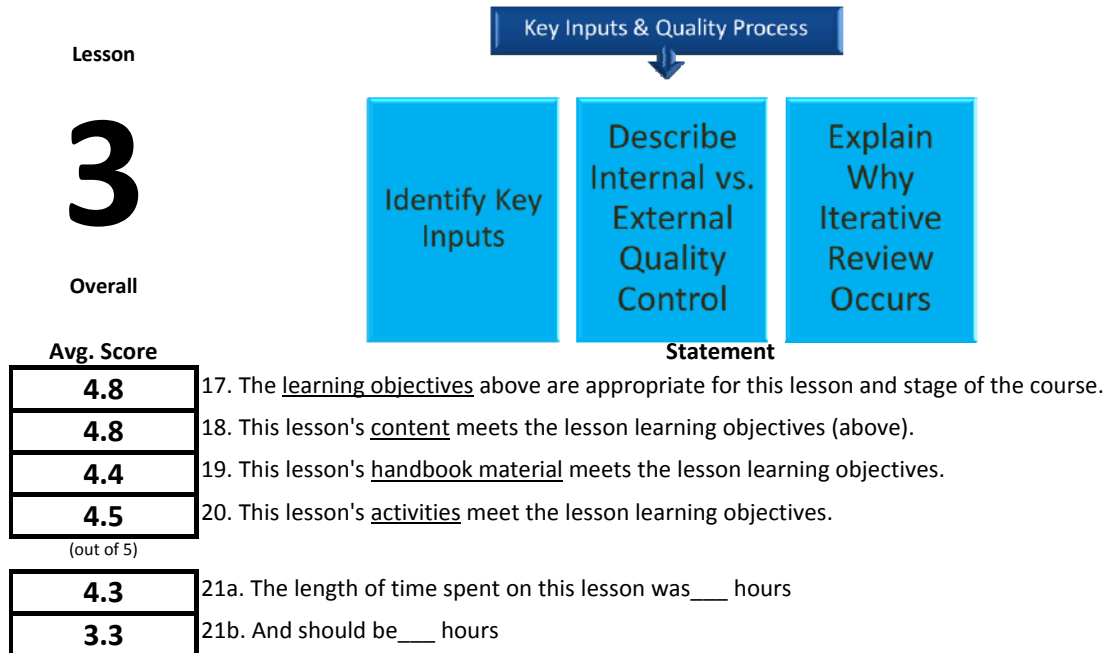 Key Inputs & Quality Process
Lesson
3
Overall
Identify Key
Inputs
Describe
Internal vs.
External
Quality
Control
Explain
Why
Iterative
Review
Occurs
Avg. Score
Statement
4.8 17. The learning objectives above are appropriate for this lesson and stage of the course.
4.8 18. This lesson's content meets the lesson learning objectives (above).
4.4 19. This lesson's handbook material meets the lesson learning objectives.
4.5 20. This lesson's activities meet the lesson learning objectives.
(out of 5)
4.3 21a. The length of time spent on this lesson was___ hours
3.3 21b. And should be___ hours